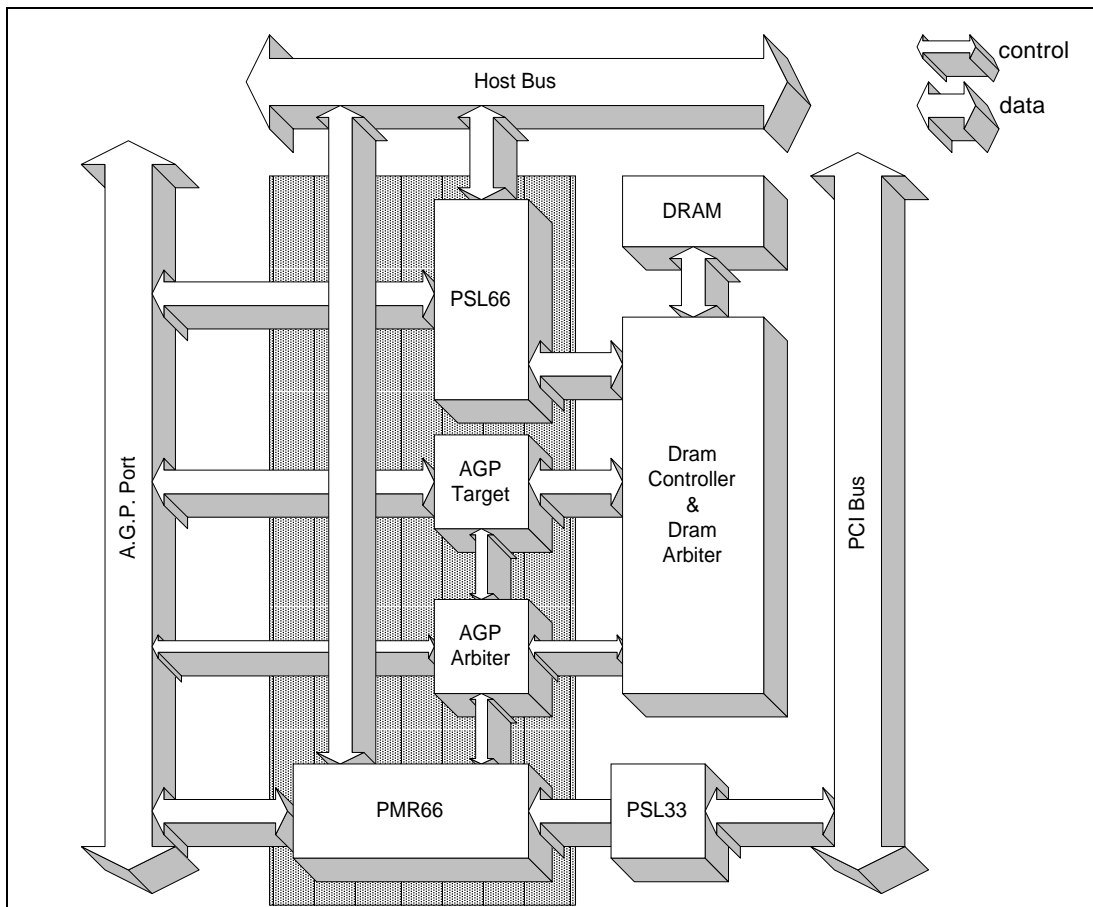 control
Host Bus
data
DRAM
PSL66
A.G.P. Port
AGP
Target
Dram
Controller
&
Dram
Arbiter
PCI Bus
AGP
Arbiter
PMR66
PSL33